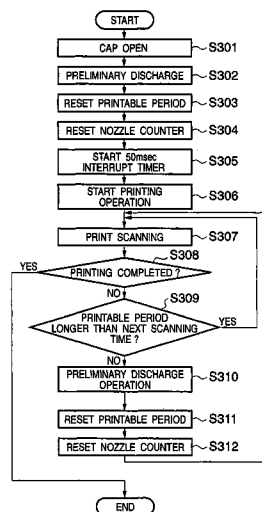 START
CAP OPEN
S301
PRELIMINARY DISCHARGE
S302
RESET PRINTABLE PERIOD
S303
RESET NOZZLE COUNTER
S304
START 50msec
INTERRUPT TIMER
S305
START PRINTING
OPERATION
S306
PRINT SCANNING
S307
S308
YES
PRINTING COMPLETED ?
NO
S309
PRINTABLE PERIOD
LONGER THAN NEXT SCANNING
TIME ?
YES
NO
PRELIMINARY DISCHARGE
OPERATION
S310
RESET PRINTABLE PERIOD
S311
RESET NOZZLE COUNTER
S312
END